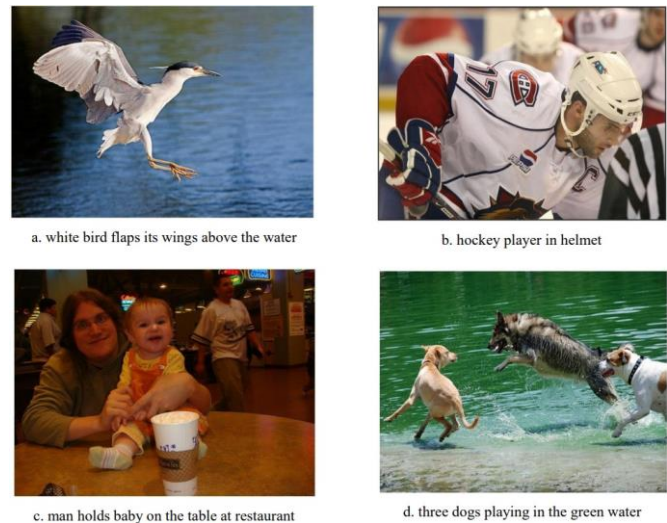 a. white bird flaps its wings above the water
17
C
b. hockey player in helmet
c. man holds baby on the table at restaurant
d. three dogs playing in the green water